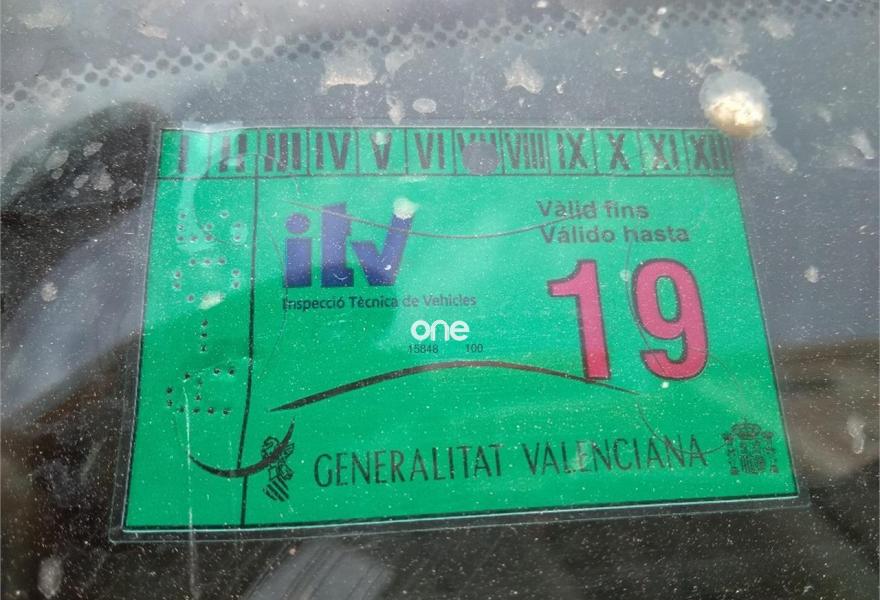 I II III IV V VI VII VIII IX X XI XII
itv
Inspecció Tècnica de Vehicles
Vàlid fins
Válido hasta
19
one
15848 100
GENERALITAT VALENCIANA